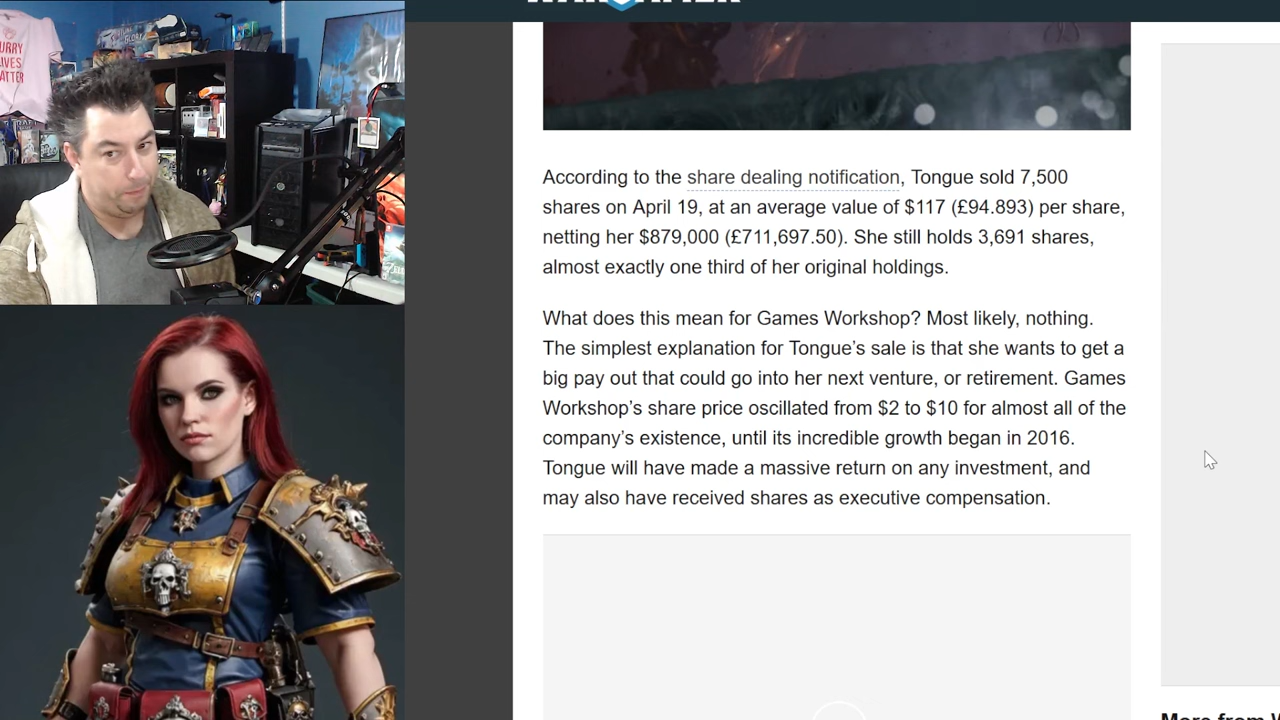 URRY
LIVES
ATTER
According to the share dealing notification, Tongue sold 7,500
shares on April 19, at an average value of $117 (£94.893) per share,
netting her $879,000 (£711,697.50). She still holds 3,691 shares,
almost exactly one third of her original holdings.
What does this mean for Games Workshop? Most likely, nothing.
The simplest explanation for Tongue’s sale is that she wants to get a
big pay out that could go into her next venture, or retirement. Games
Workshop’s share price oscillated from $2 to $10 for almost all of the
company’s existence, until its incredible growth began in 2016.
Tongue will have made a massive return on any investment, and
may also have received shares as executive compensation.
More from W